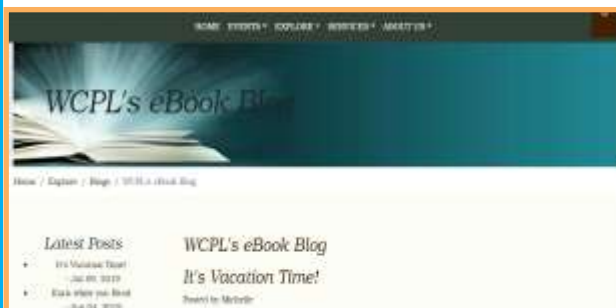 HOME EVENTS EXPLORE SERVICES ABOUT US
WCPL's eBook Blog
Home / Explore / Blogs / WCPL's eBook Blog
Latest Posts
It's Vacation Time!
WCPL's eBook Blog
It's Vacation Time!
Posted by Michelle